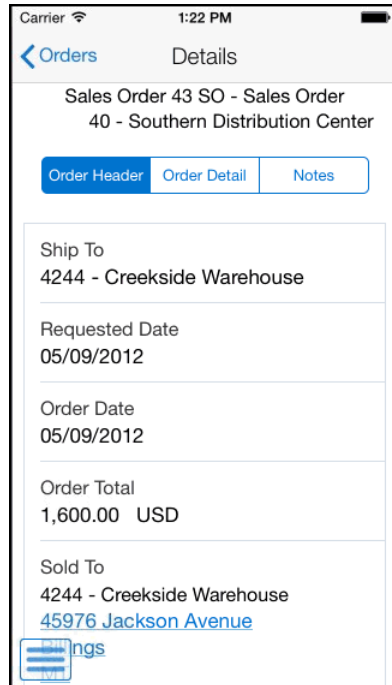 Carrier 1:22 PM
Orders Details
Sales Order 43 SO - Sales Order
40 - Southern Distribution Center
Order Header Order Detail Notes
Ship To
4244 - Creekside Warehouse
Requested Date
05/09/2012
Order Date
05/09/2012
Order Total
1,600.00 USD
Sold To
4244 - Creekside Warehouse
45976 Jackson Avenue
Billings